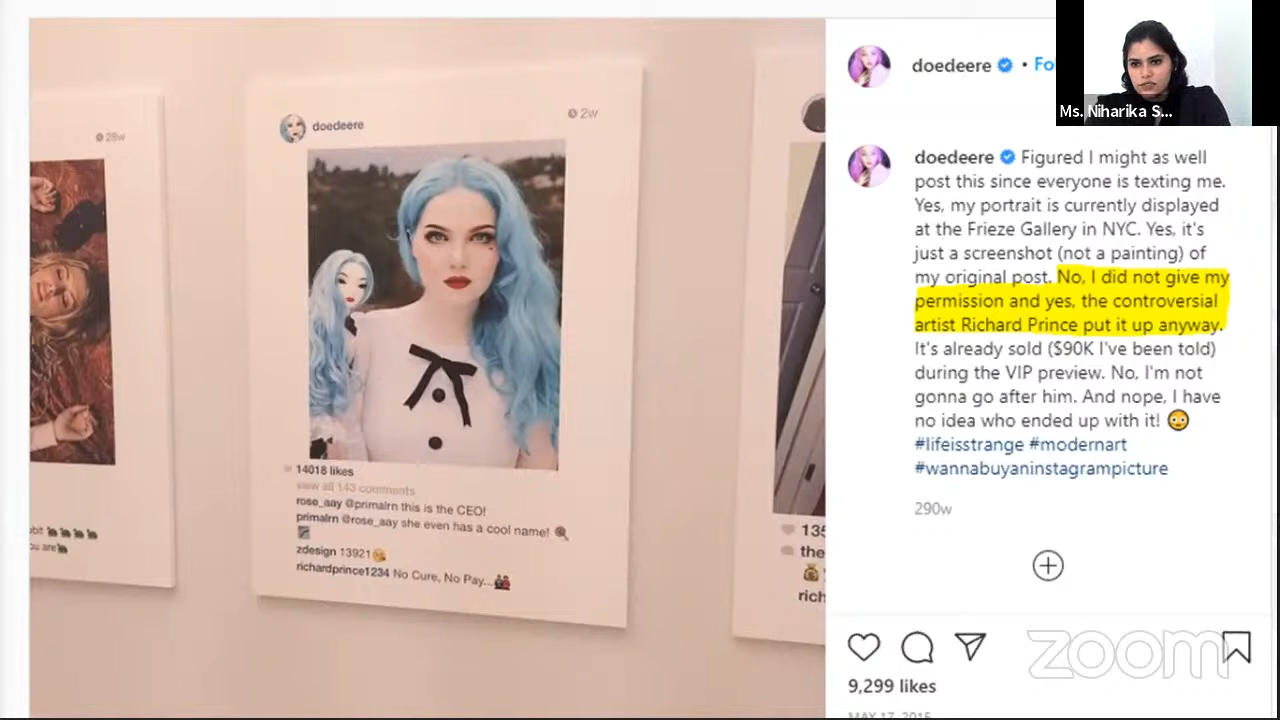 doedeere • Fo
Ms. Niharika S...
28w
doedeere
2w
14018 likes
view all 143 comments
rose_aay @primalrn this is the CEO!
primalrn @rose_aay she even has a cool name!
zdesign 13921😘
richardprince1234 No Cure, No Pay...
135
the
rich
doedeere Figured I might as well
post this since everyone is texting me.
Yes, my portrait is currently displayed
at the Frieze Gallery in NYC. Yes, it's
just a screenshot (not a painting) of
my original post. No, I did not give my
permission and yes, the controversial
artist Richard Prince put it up anyway.
It's already sold ($90K I've been told)
during the VIP preview. No, I'm not
gonna go after him. And nope, I have
no idea who ended up with it! 😳
#lifeisstrange #modernart
#wannabuyaninstagrampicture
290w
zoom
9,299 likes
MAY 17, 2015